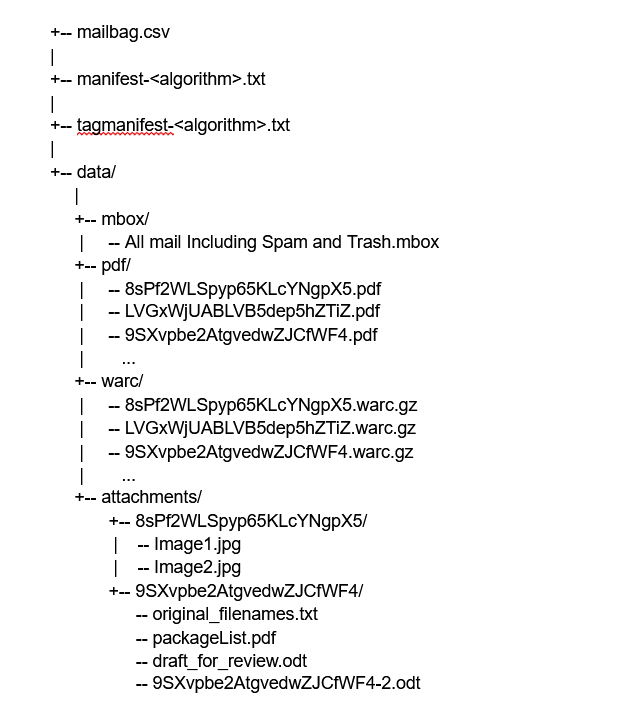 +-- mailbag.csv
|
+-- manifest-<algorithm>.txt
|
+-- tagmanifest-<algorithm>.txt
|
+-- data/
|
+-- mbox/
| -- All mail Including Spam and Trash.mbox
+-- pdf/
| -- 8sPf2WLSpyp65KLcYNgpX5.pdf
| -- LVGxWjUABLVB5dep5hZTiZ.pdf
| -- 9SXvpbe2AtgvedwZJCfWF4.pdf
| ...
+-- warc/
| -- 8sPf2WLSpyp65KLcYNgpX5.warc.gz
| -- LVGxWjUABLVB5dep5hZTiZ.warc.gz
| -- 9SXvpbe2AtgvedwZJCfWF4.warc.gz
| ...
+-- attachments/
+-- 8sPf2WLSpyp65KLcYNgpX5/
| -- Image1.jpg
| -- Image2.jpg
+-- 9SXvpbe2AtgvedwZJCfWF4/
-- original_filenames.txt
-- packageList.pdf
-- draft_for_review.odt
-- 9SXvpbe2AtgvedwZJCfWF4-2.odt